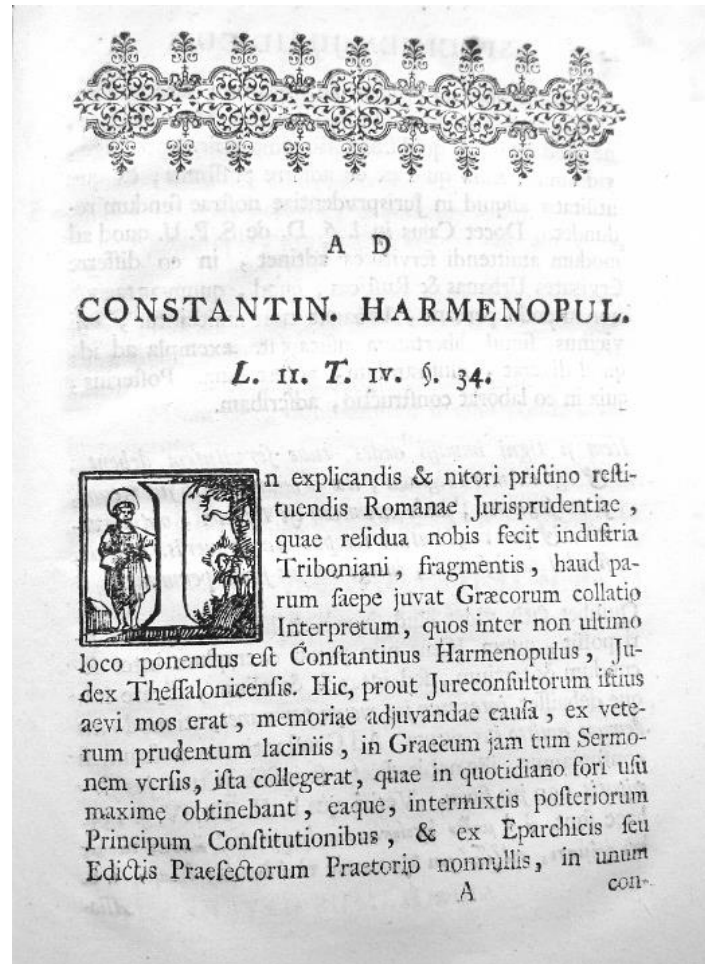 A D
CONSTANTIN. HARMENOPUL.
L. II. T. IV. §. 34.
In explicandis & nitori priſtino reſti-
tuendis Romanae Jurisprudentiae ,
quae reſidua nobis fecit induſtria
Triboniani , fragmentis , haud pa-
rum ſaepe juvat Græcorum collatio
Interpretum , quos inter non ultimo
loco ponendus eſt Conſtantinus Harmenopulus , Ju-
dex Theſſalonicenſis. Hic , prout Jureconſultorum iſtius
aevi mos erat , memoriae adjuvandae cauſa , ex vete-
rum prudentum laciniis , in Graecum jam tum Sermo-
nem verſis , iſta collegerat , quae in quotidiano fori uſu
maxime obtinebant , eaque , intermixtis poſteriorum
Principum Conſtitutionibus , & ex Eparchicis ſeu
Edictis Praefectorum Praetorio nonnullis , in unum
A
con-